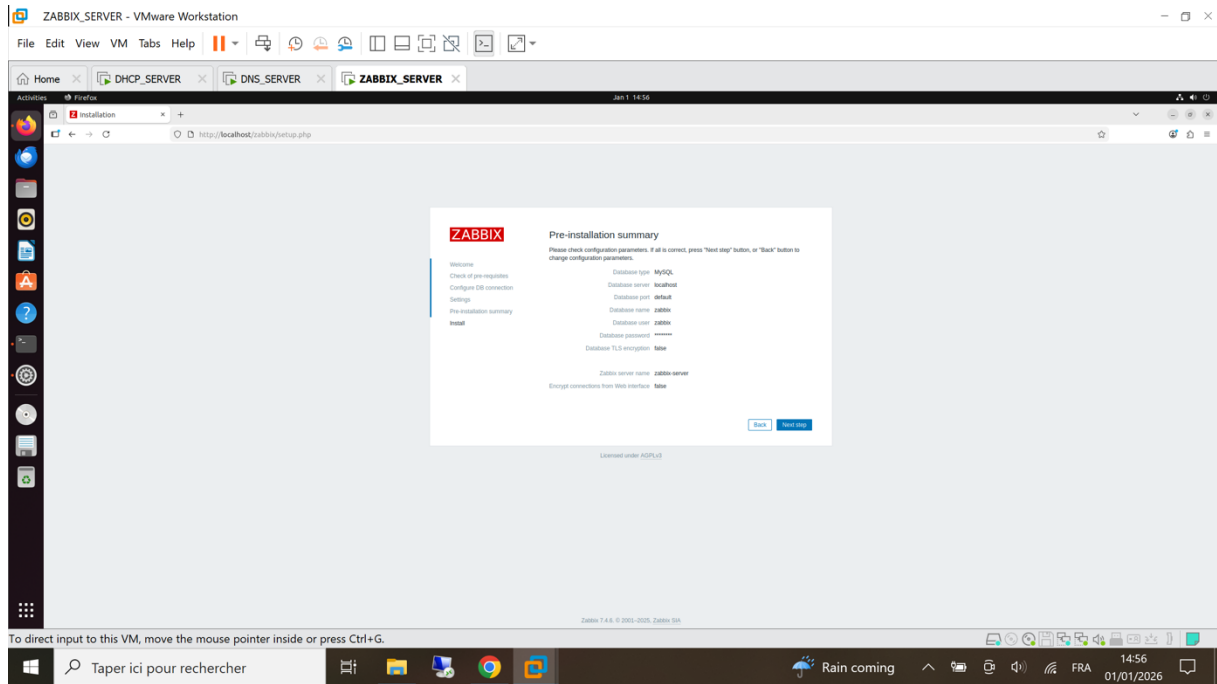 ZABBIX_SERVER - VMware Workstation
File Edit View VM Tabs Help
Home DHCP_SERVER DNS_SERVER ZABBIX_SERVER
Activities Firefox Jan 1 14:56
Installation
http://localhost/zabbix/setup.php
ZABBIX
Welcome
Check of pre-requisites
Configure DB connection
Settings
Pre-installation summary
Install
Pre-installation summary
Please check configuration parameters. If all is correct, press "Next step" button, or "Back" button to
change configuration parameters.
Database type MySQL
Database server localhost
Database port default
Database name zabbix
Database user zabbix
Database password ********
Database TLS encryption false
Zabbix server name zabbix-server
Encrypt connections from Web interface false
Back Next step
Licensed under AGPLv3
Zabbix 7.4.6. © 2001–2025, Zabbix SIA
To direct input to this VM, move the mouse pointer inside or press Ctrl+G.
Taper ici pour rechercher
Rain coming
FRA
14:56
01/01/2026